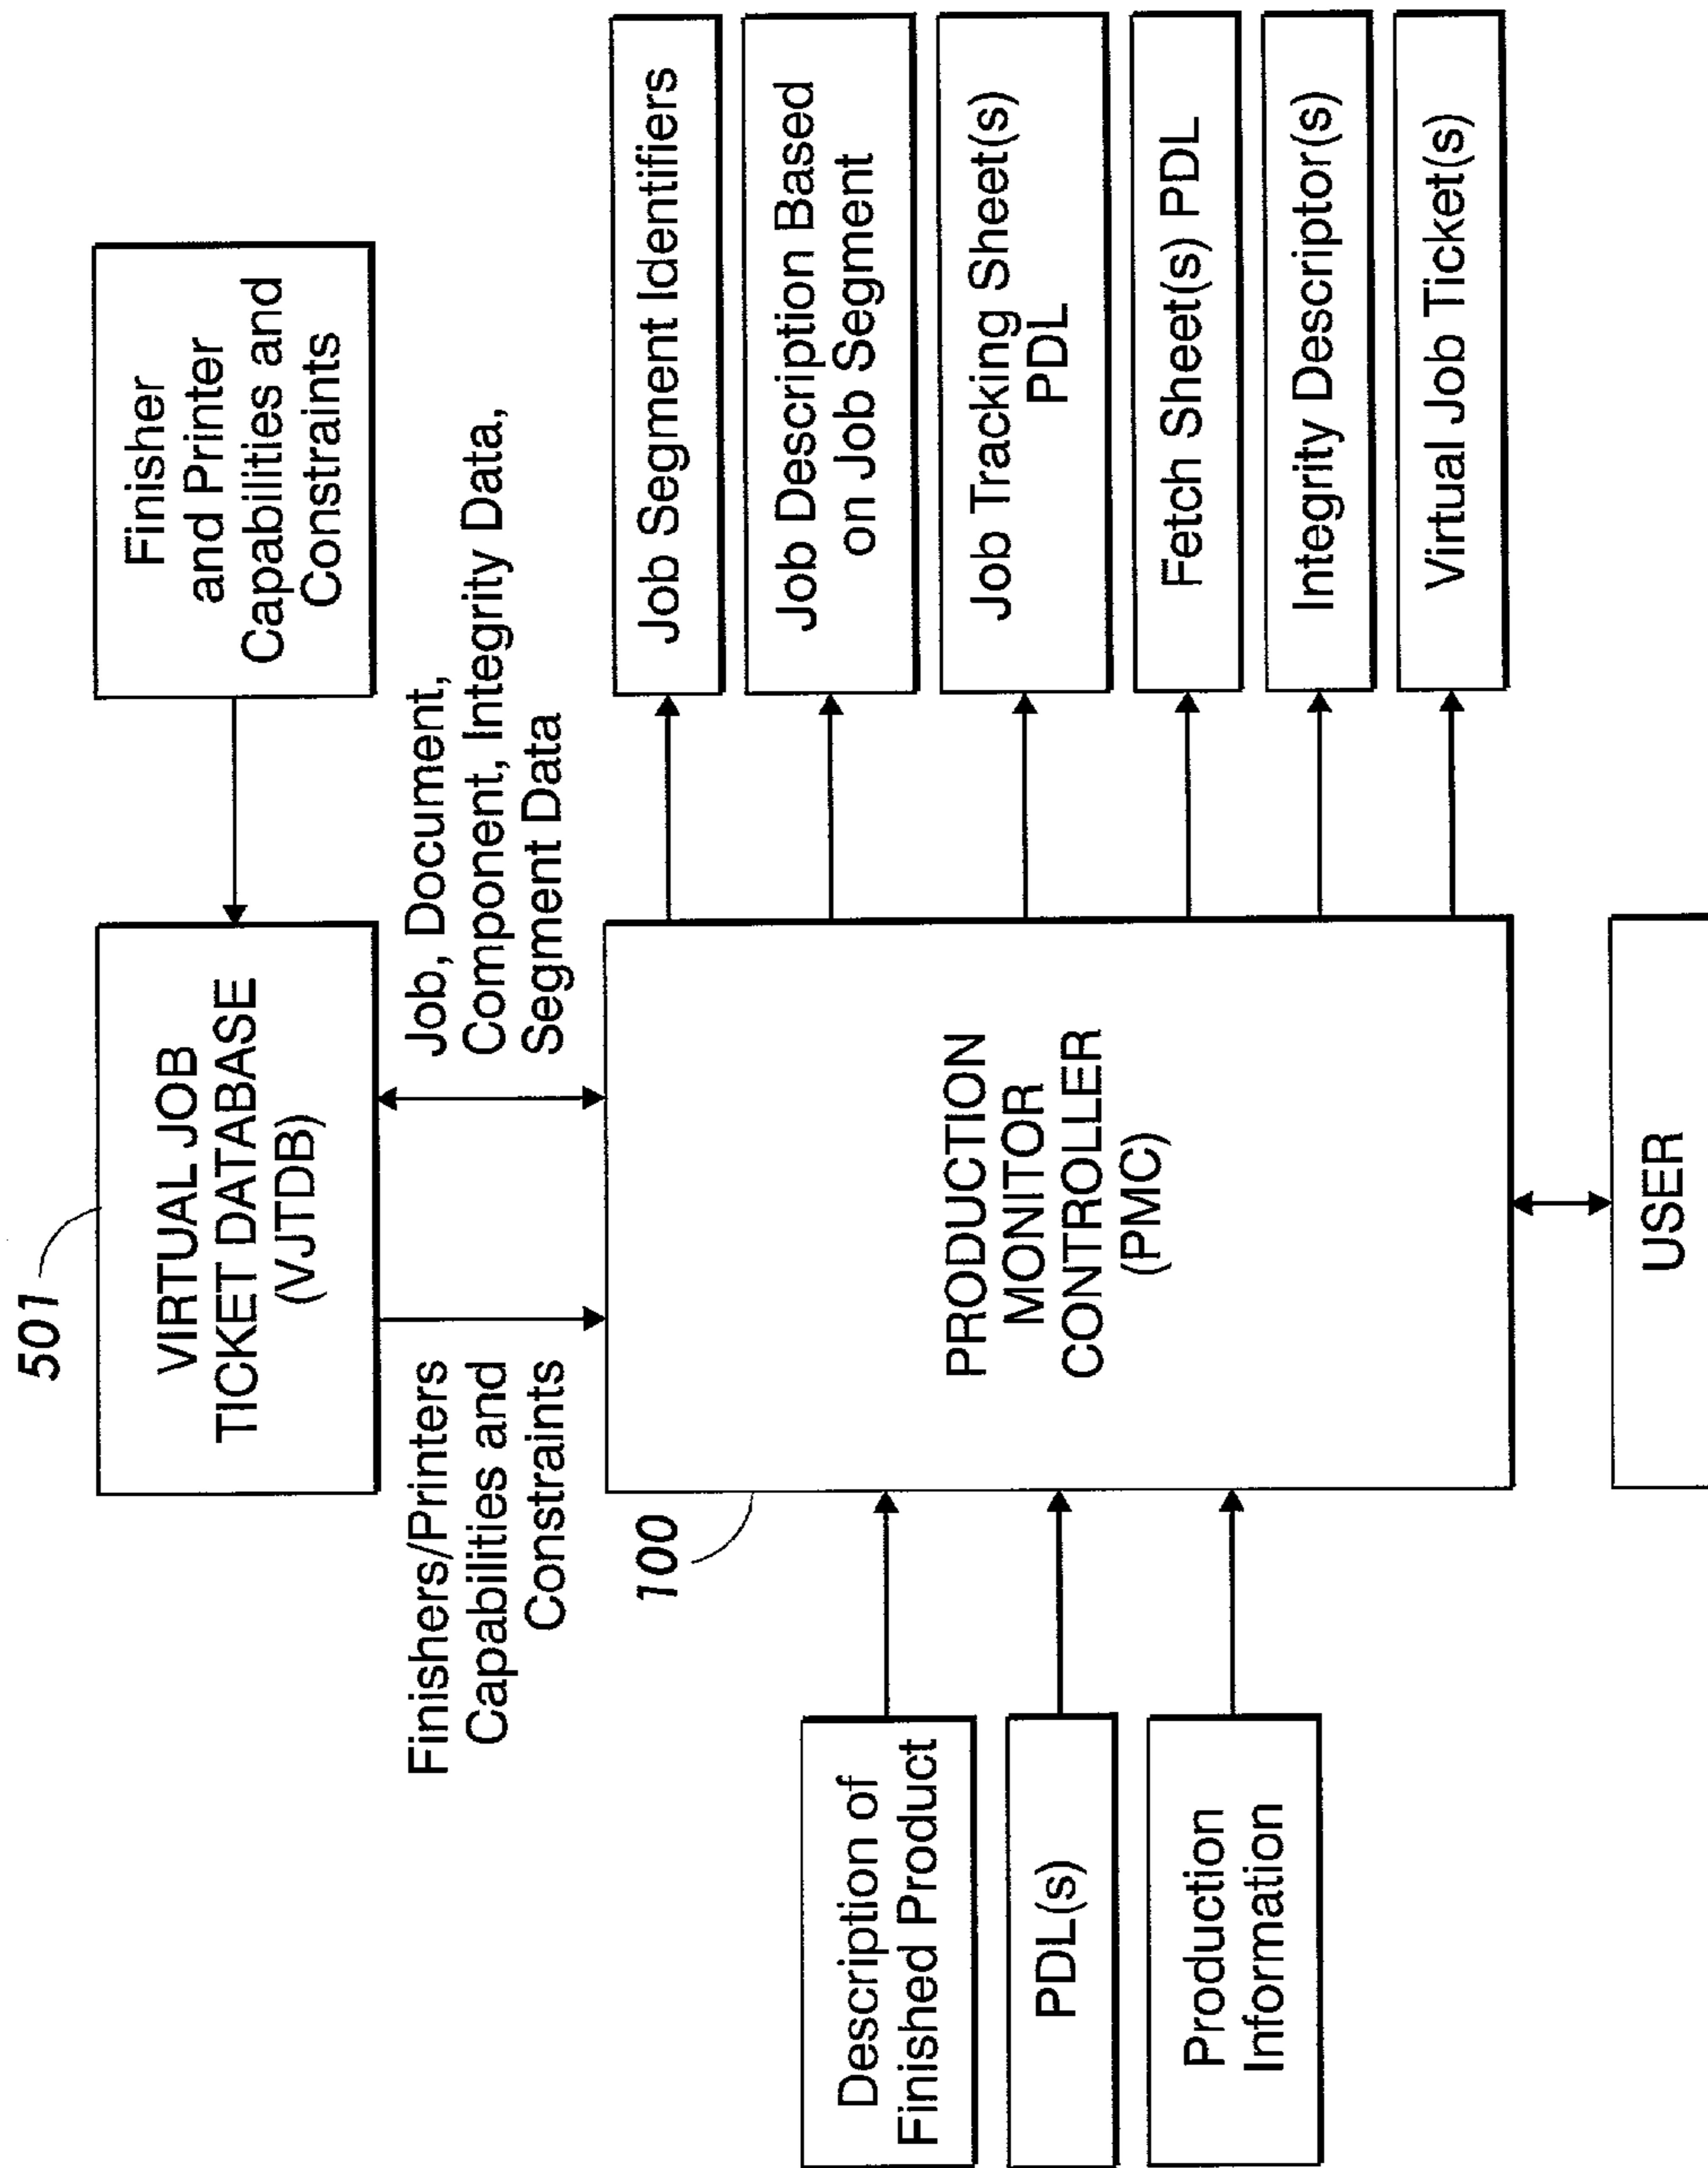 501
VIRTUAL JOB
TICKET DATABASE
(VJTDB)
Finisher
and Printer
Capabilities and
Constraints
Finishers/Printers
Capabilities and
Constraints
Job, Document,
Component, Integrity Data,
Segment Data
100
Description of
Finished Product
PDL(s)
Production
Information
PRODUCTION
MONITOR
CONTROLLER
(PMC)
Job Segment Identifiers
Job Description Based
on Job Segment
Job Tracking Sheet(s)
PDL
Fetch Sheet(s) PDL
Integrity Descriptor(s)
Virtual Job Ticket(s)
USER